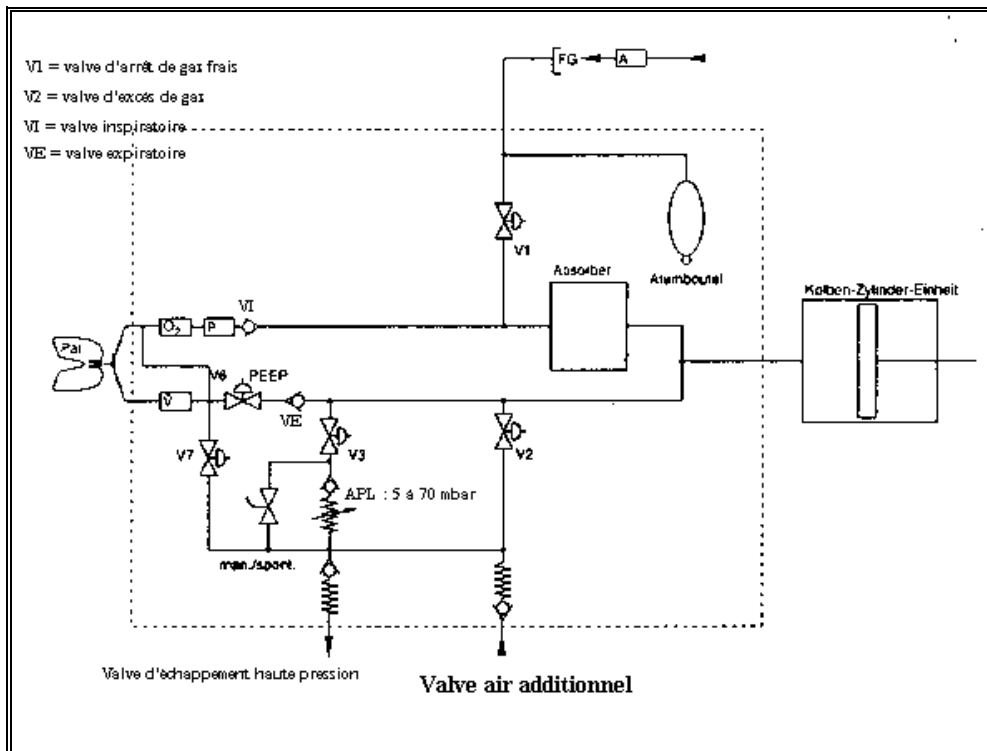 V1 = valve d'arrêt de gaz frais
V2 = valve d'excés de gaz
VI = valve inspiratoire
VE = valve expiratoire
FG
A
V1
Atembeutel
Absorber
Kolben-Zylinder-Einheit
VI
O2
P
Pat
V6
PEEP
V
VE
V7
V3
V2
APL : 5 à 70 mbar
man./spont.
Valve d'échappement haute pression
Valve air additionnel